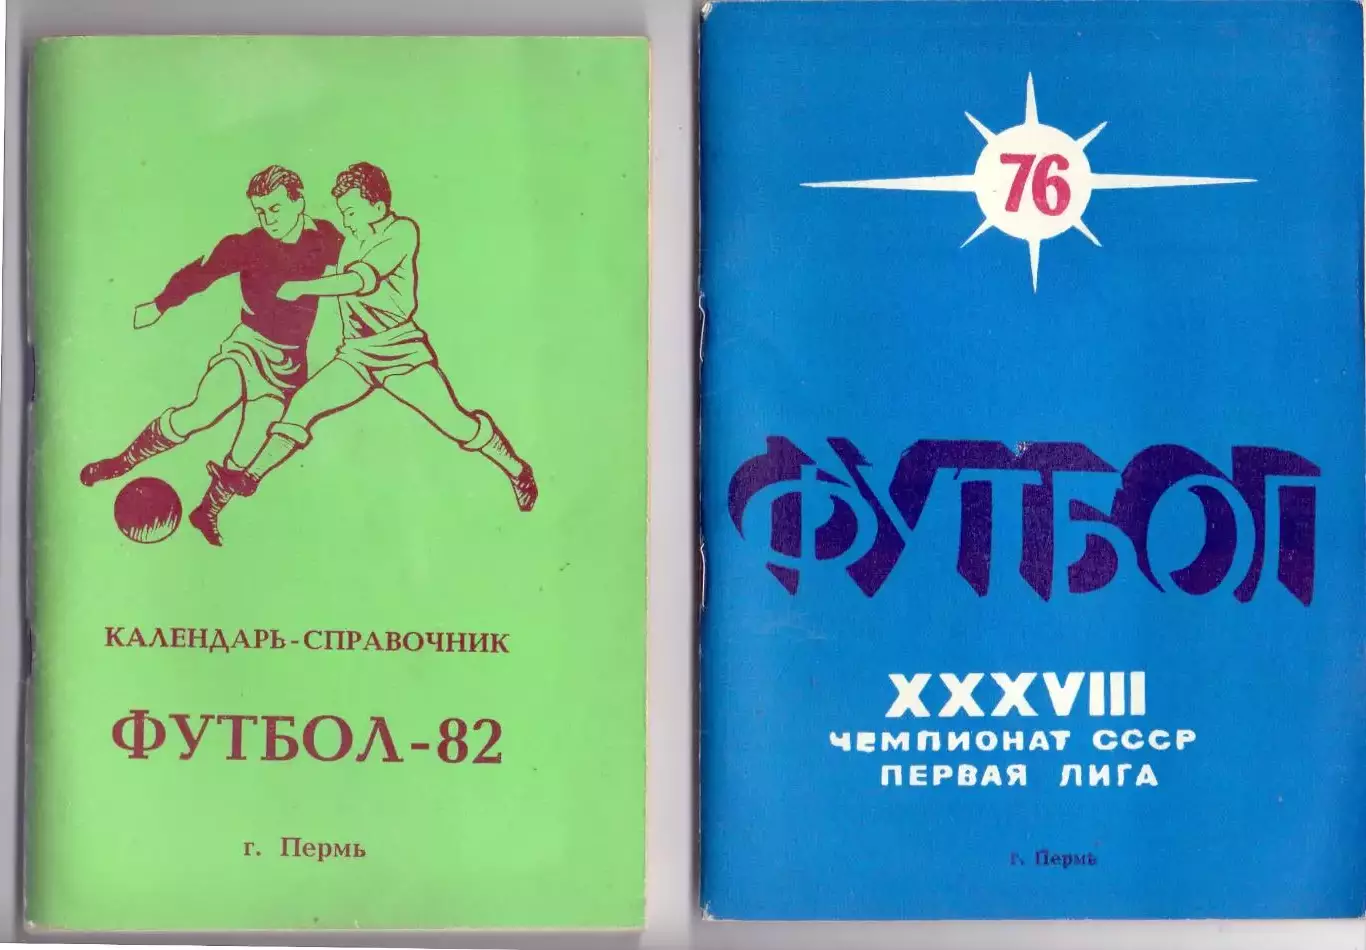 КАЛЕНДАРЬ-СПРАВОЧНИК
ФУТБОЛ-82
г. Пермь
76
ФУТБОЛ
XXXVIII
ЧЕМПИОНАТ СССР
ПЕРВАЯ ЛИГА
г. Пермь